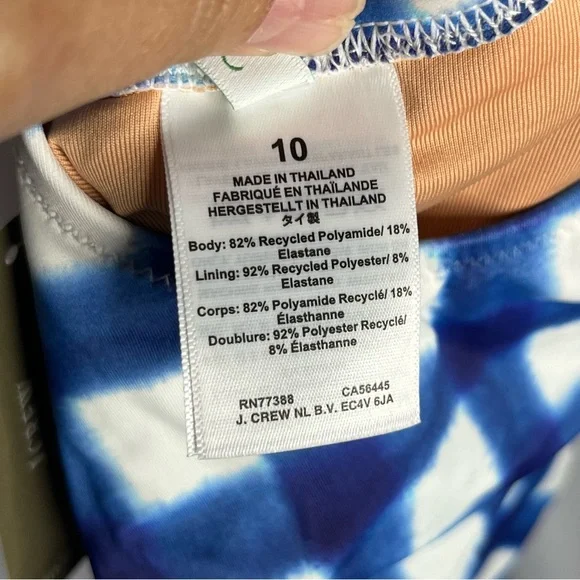 10
MADE IN THAILAND
FABRIQUÉ EN THAÏLANDE
HERGESTELLT IN THAILAND
タイ製
Body: 82% Recycled Polyamide/ 18%
Elastane
Lining: 92% Recycled Polyester/ 8%
Elastane
Corps: 82% Polyamide Recyclé/ 18%
Élasthanne
Doublure: 92% Polyester Recyclé/
8% Élasthanne
RN77388 CA56445
J. CREW NL B.V. EC4V 6JA